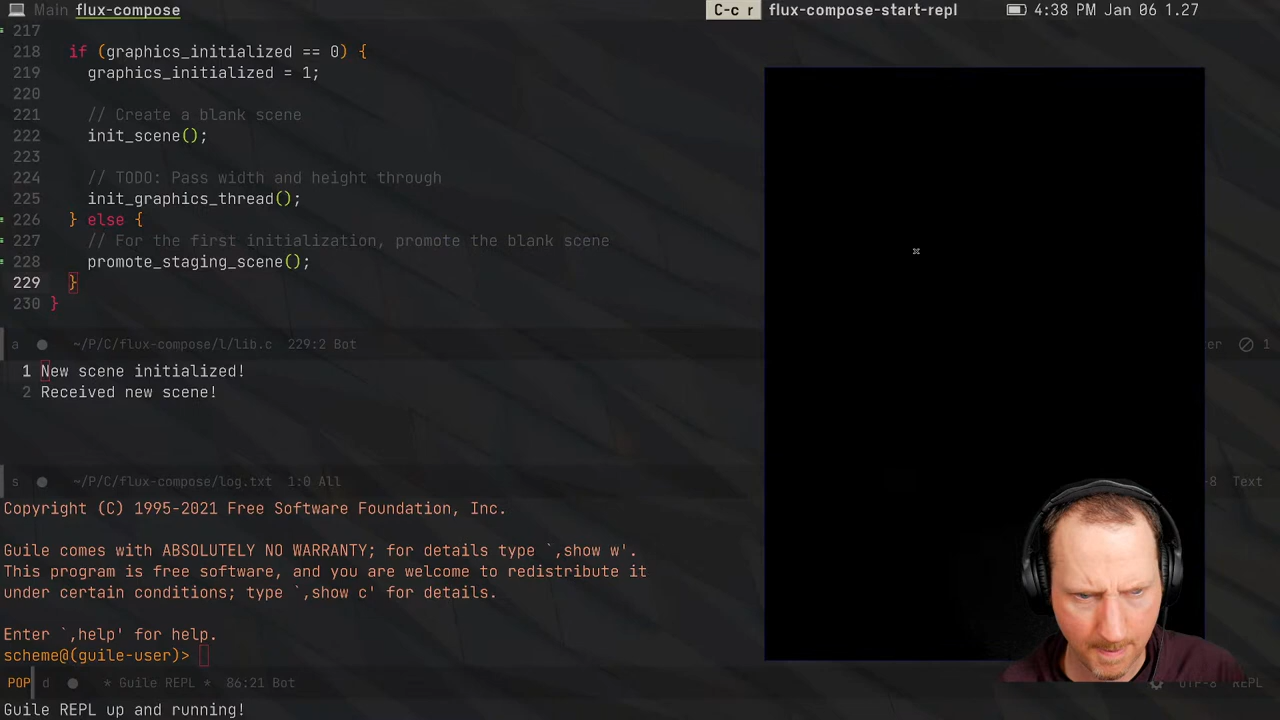 Main flux-compose
C-c r flux-compose-start-repl 4:38 PM Jan 06 1.27
217
218 if (graphics_initialized == 0) {
219 graphics_initialized = 1;
220
221 // Create a blank scene
222 init_scene();
223
224 // TODO: Pass width and height through
225 init_graphics_thread();
226 } else {
227 // For the first initialization, promote the blank scene
228 promote_staging_scene();
229 }
230 }
a ~/P/C/flux-compose/l/lib.c 229:2 Bot er 1
1 New scene initialized!
2 Received new scene!
s ~/P/C/flux-compose/log.txt 1:0 All -8 Text
Copyright (C) 1995-2021 Free Software Foundation, Inc.
Guile comes with ABSOLUTELY NO WARRANTY; for details type `,show w'.
This program is free software, and you are welcome to redistribute it
under certain conditions; type `,show c' for details.
Enter `,help' for help.
scheme@(guile-user)>
POP d * Guile REPL * 86:21 Bot UTF-8 REPL
Guile REPL up and running!